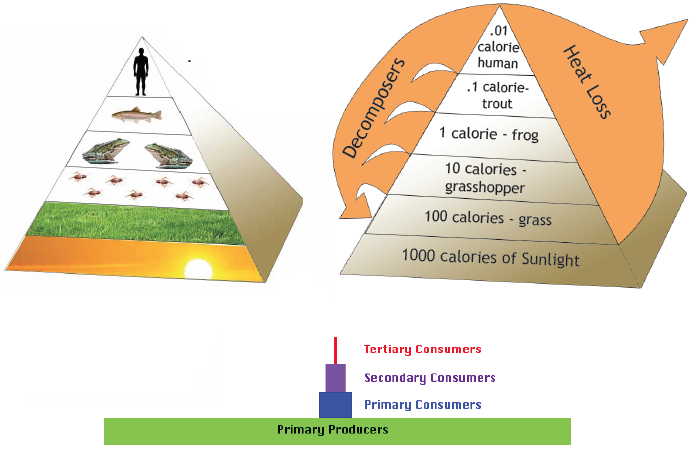 .01
calorie
human
.1 calorie-
trout
1 calorie - frog
10 calories -
grasshopper
100 calories - grass
1000 calories of Sunlight
Decomposers
Heat Loss
Tertiary Consumers
Secondary Consumers
Primary Consumers
Primary Producers